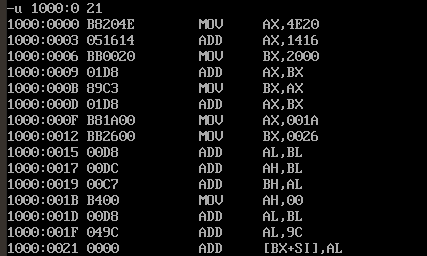 -u 1000:0 21
1000:0000 B8204E MOV AX,4E20
1000:0003 051614 ADD AX,1416
1000:0006 BB0020 MOV BX,2000
1000:0009 01D8 ADD AX,BX
1000:000B 89C3 MOV BX,AX
1000:000D 01D8 ADD AX,BX
1000:000F B81A00 MOV AX,001A
1000:0012 BB2600 MOV BX,0026
1000:0015 00D8 ADD AL,BL
1000:0017 00DC ADD AH,BL
1000:0019 00C7 ADD BH,AL
1000:001B B400 MOV AH,00
1000:001D 00D8 ADD AL,BL
1000:001F 049C ADD AL,9C
1000:0021 0000 ADD [BX+SI],AL